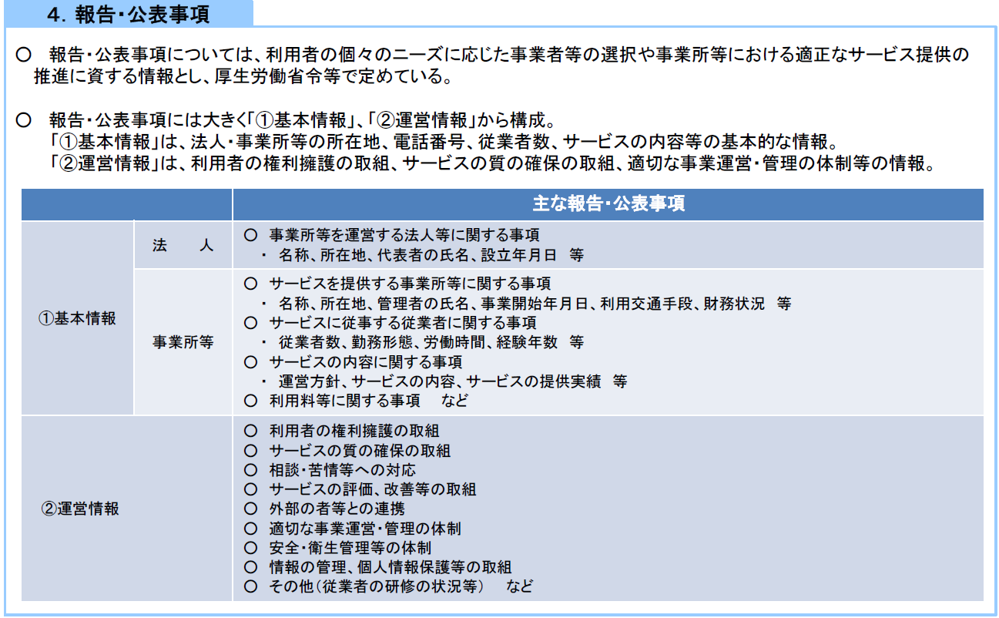 ４．報告・公表事項
○　報告・公表事項については、利用者の個々のニーズに応じた事業者等の選択や事業所等における適正なサービス提供の
推進に資する情報とし、厚生労働省令等で定めている。
○　報告・公表事項には大きく「①基本情報」、「②運営情報」から構成。
「①基本情報」は、法人・事業所等の所在地、電話番号、従業者数、サービスの内容等の基本的な情報。
「②運営情報」は、利用者の権利擁護の取組、サービスの質の確保の取組、適切な事業運営・管理の体制等の情報。
主な報告・公表事項
①基本情報
法　　人
○　事業所等を運営する法人等に関する事項
・　名称、所在地、代表者の氏名、設立年月日　等
事業所等
○　サービスを提供する事業所等に関する事項
・　名称、所在地、管理者の氏名、事業開始年月日、利用交通手段、財務状況　等
○　サービスに従事する従業者に関する事項
・　従業者数、勤務形態、労働時間、経験年数　等
○　サービスの内容に関する事項
・　運営方針、サービスの内容、サービスの提供実績　等
○　利用料等に関する事項　　など
②運営情報
○　利用者の権利擁護の取組
○　サービスの質の確保の取組
○　相談・苦情等への対応
○　サービスの評価、改善等の取組
○　外部の者等との連携
○　適切な事業運営・管理の体制
○　安全・衛生管理等の体制
○　情報の管理、個人情報保護等の取組
○　その他（従業者の研修の状況等）　　など